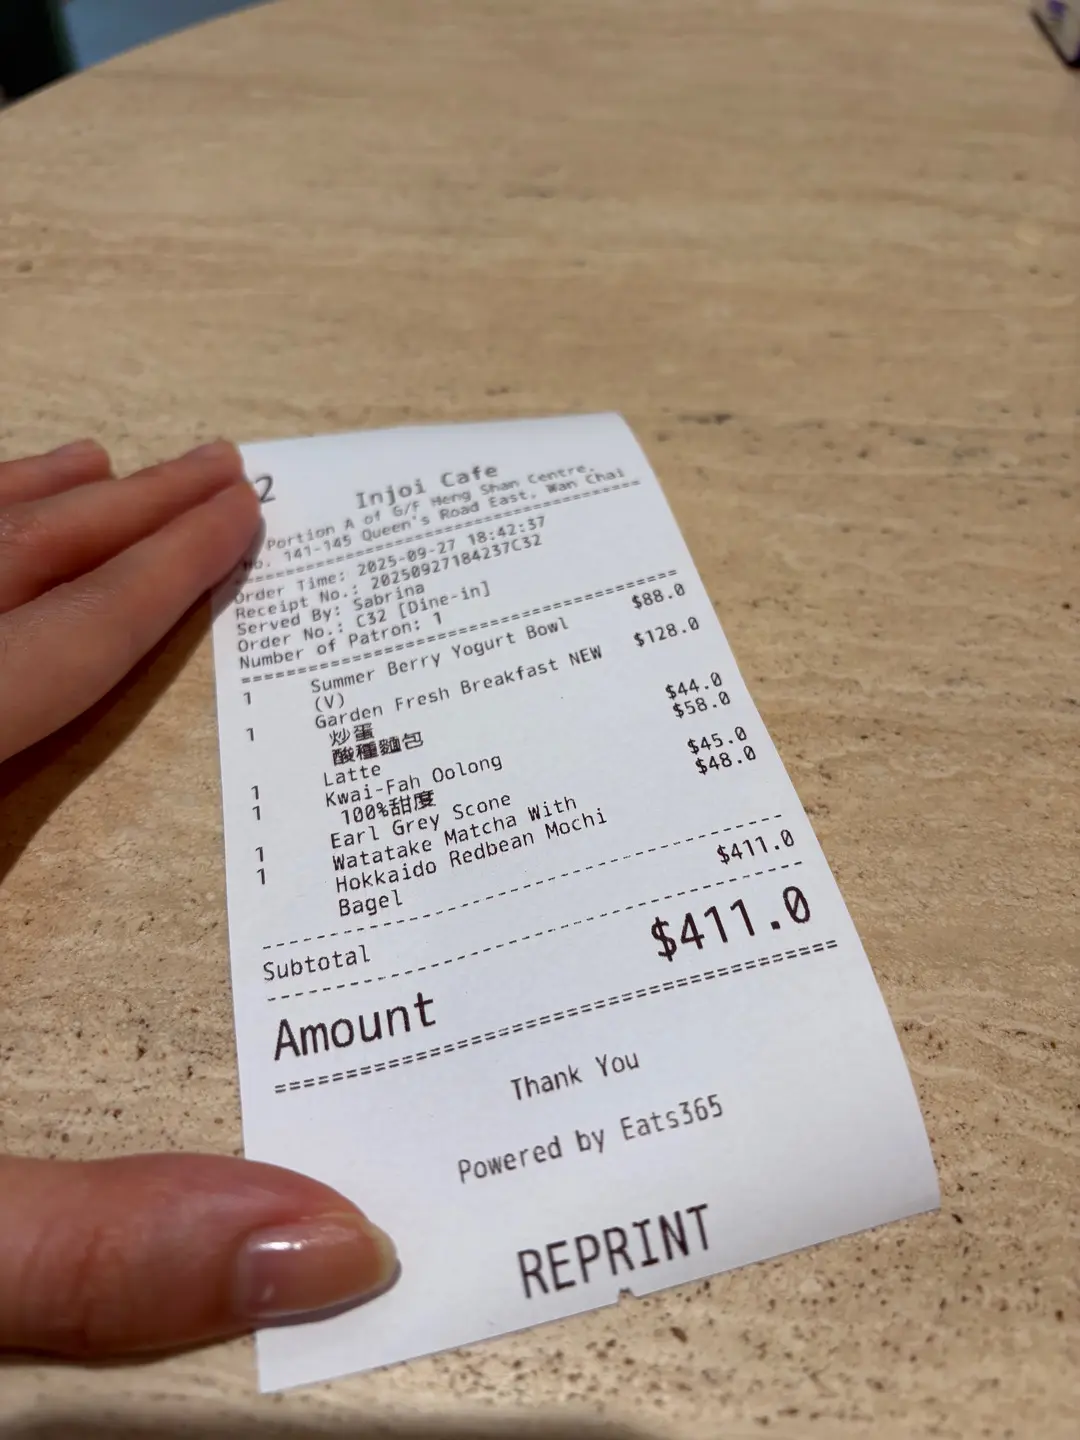 2
Injoi Cafe
Portion A of G/F Heng Shan Centre,
No. 141-145 Queen's Road East, Wan Chai
Order Time: 2025-09-27 18:42:37
Receipt No.: 20250927184237C32
Served By: Sabrina
Order No.: C32 [Dine-in]
Number of Patron: 1
1 Summer Berry Yogurt Bowl $88.0
(V)
1 Garden Fresh Breakfast NEW $128.0
炒蛋
酸種麵包
1 Latte $44.0
1 Kwai-Fah Oolong $58.0
100%甜度
1 Earl Grey Scone $45.0
1 Watatake Matcha With $48.0
Hokkaido Redbean Mochi
Bagel
Subtotal $411.0
Amount $411.0
Thank You
Powered by Eats365
REPRINT